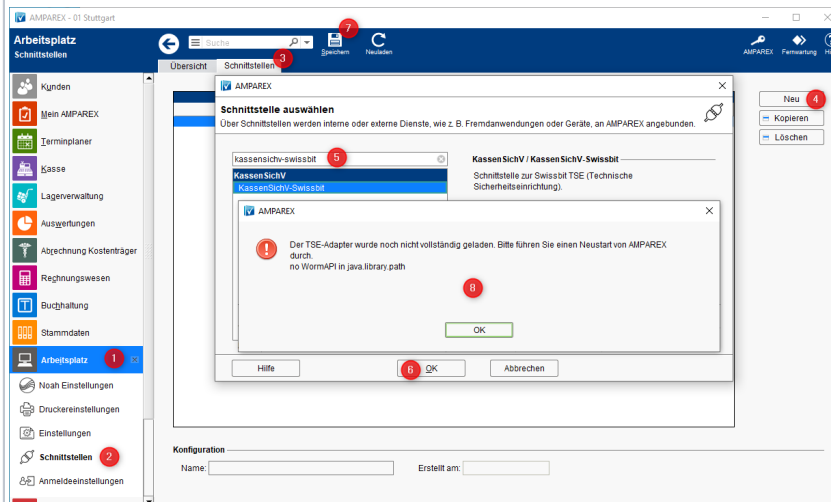 AMPAREX - 01 Stuttgart
Arbeitsplatz
Schnittstellen
Suche
3
7
Speichern
Neuladen
AMPAREX
Fernwartung
Übersicht
Schnittstellen
Kunden
Mein AMPAREX
Terminplaner
Kasse
Lagerverwaltung
Auswertungen
Abrechnung Kostenträger
Rechnungswesen
Buchhaltung
Stammdaten
Arbeitsplatz 1
Noah Einstellungen
Druckereinstellungen
Einstellungen
Schnittstellen 2
Anmeldeeinstellungen
Neu 4
Kopieren
Löschen
AMPAREX
Schnittstelle auswählen
Über Schnittstellen werden interne oder externe Dienste, wie z. B. Fremdanwendungen oder Geräte, an AMPAREX angebunden.
kassensichv-swissbit 5
KassenSichV
KassenSichV-Swissbit
KassenSichV / KassenSichV-Swissbit
Schnittstelle zur Swissbit TSE (Technische
Sicherheitseinrichtung).
AMPAREX
Der TSE-Adapter wurde noch nicht vollständig geladen. Bitte führen Sie einen Neustart von AMPAREX
durch.
no WormAPI in java.library.path
8
OK
Hilfe
6 OK
Abbrechen
Konfiguration
Name:
Erstellt am: